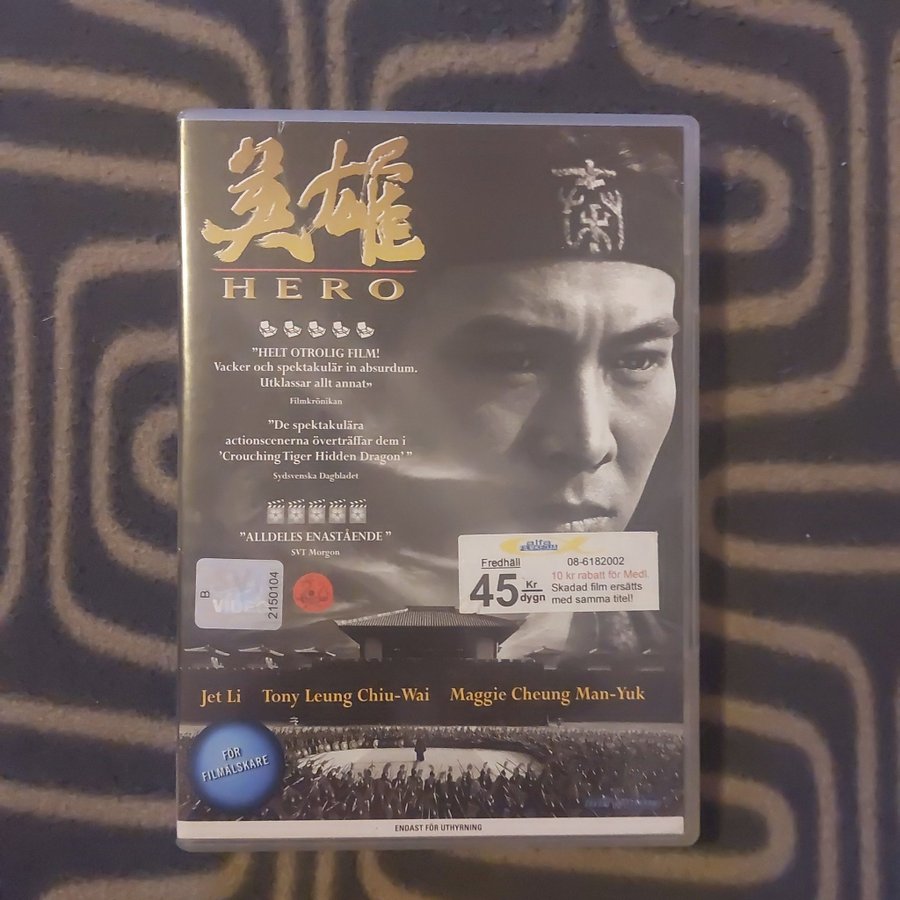 英雄
HERO
"HELT OTROLIG FILM!
Vacker och spektakulär in absurdum.
Utklassar allt annat"
Filmkrönikan
"De spektakulära
actionscenerna överträffar dem i
'Crouching Tiger Hidden Dragon' "
Sydsvenska Dagbladet
"ALLDELES ENASTÅENDE "
SVT Morgon
B
VIDEO
2150104
alfa
Fredhäll
08-6182002
45 Kr
dygn
10 kr rabatt för Medl.
Skadad film ersätts
med samma titel!
Jet Li Tony Leung Chiu-Wai Maggie Cheung Man-Yuk
FÖR
FILMÄLSKARE
ENDAST FÖR UTHYRNING